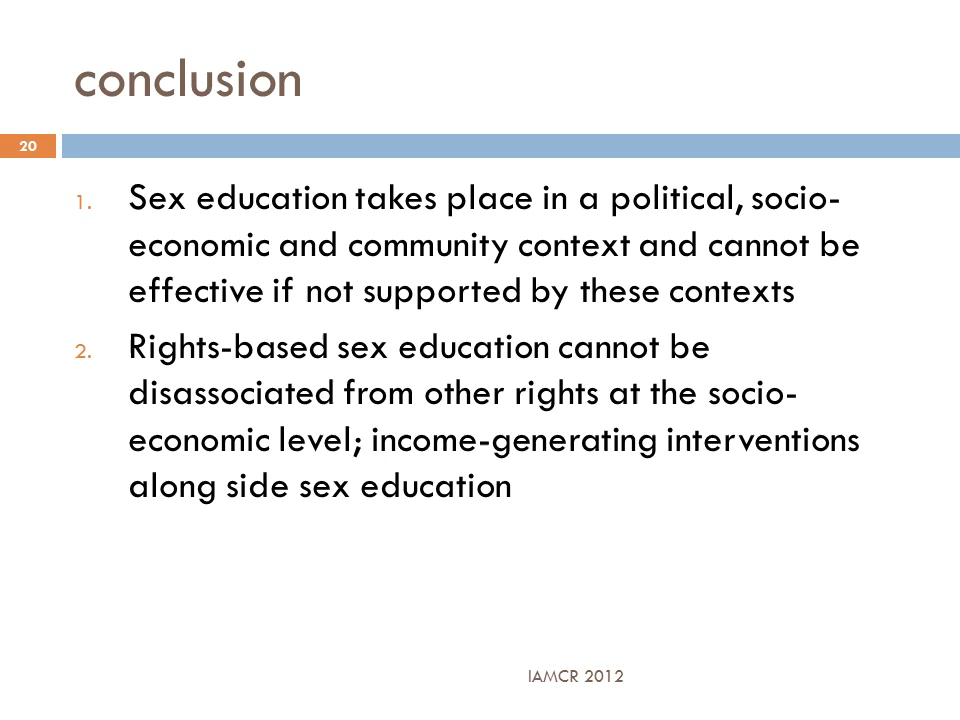 conclusion
20
1. Sex education takes place in a political, socio-
economic and community context and cannot be
effective if not supported by these contexts
2. Rights-based sex education cannot be
disassociated from other rights at the socio-
economic level; income-generating interventions
along side sex education
IAMCR 2012